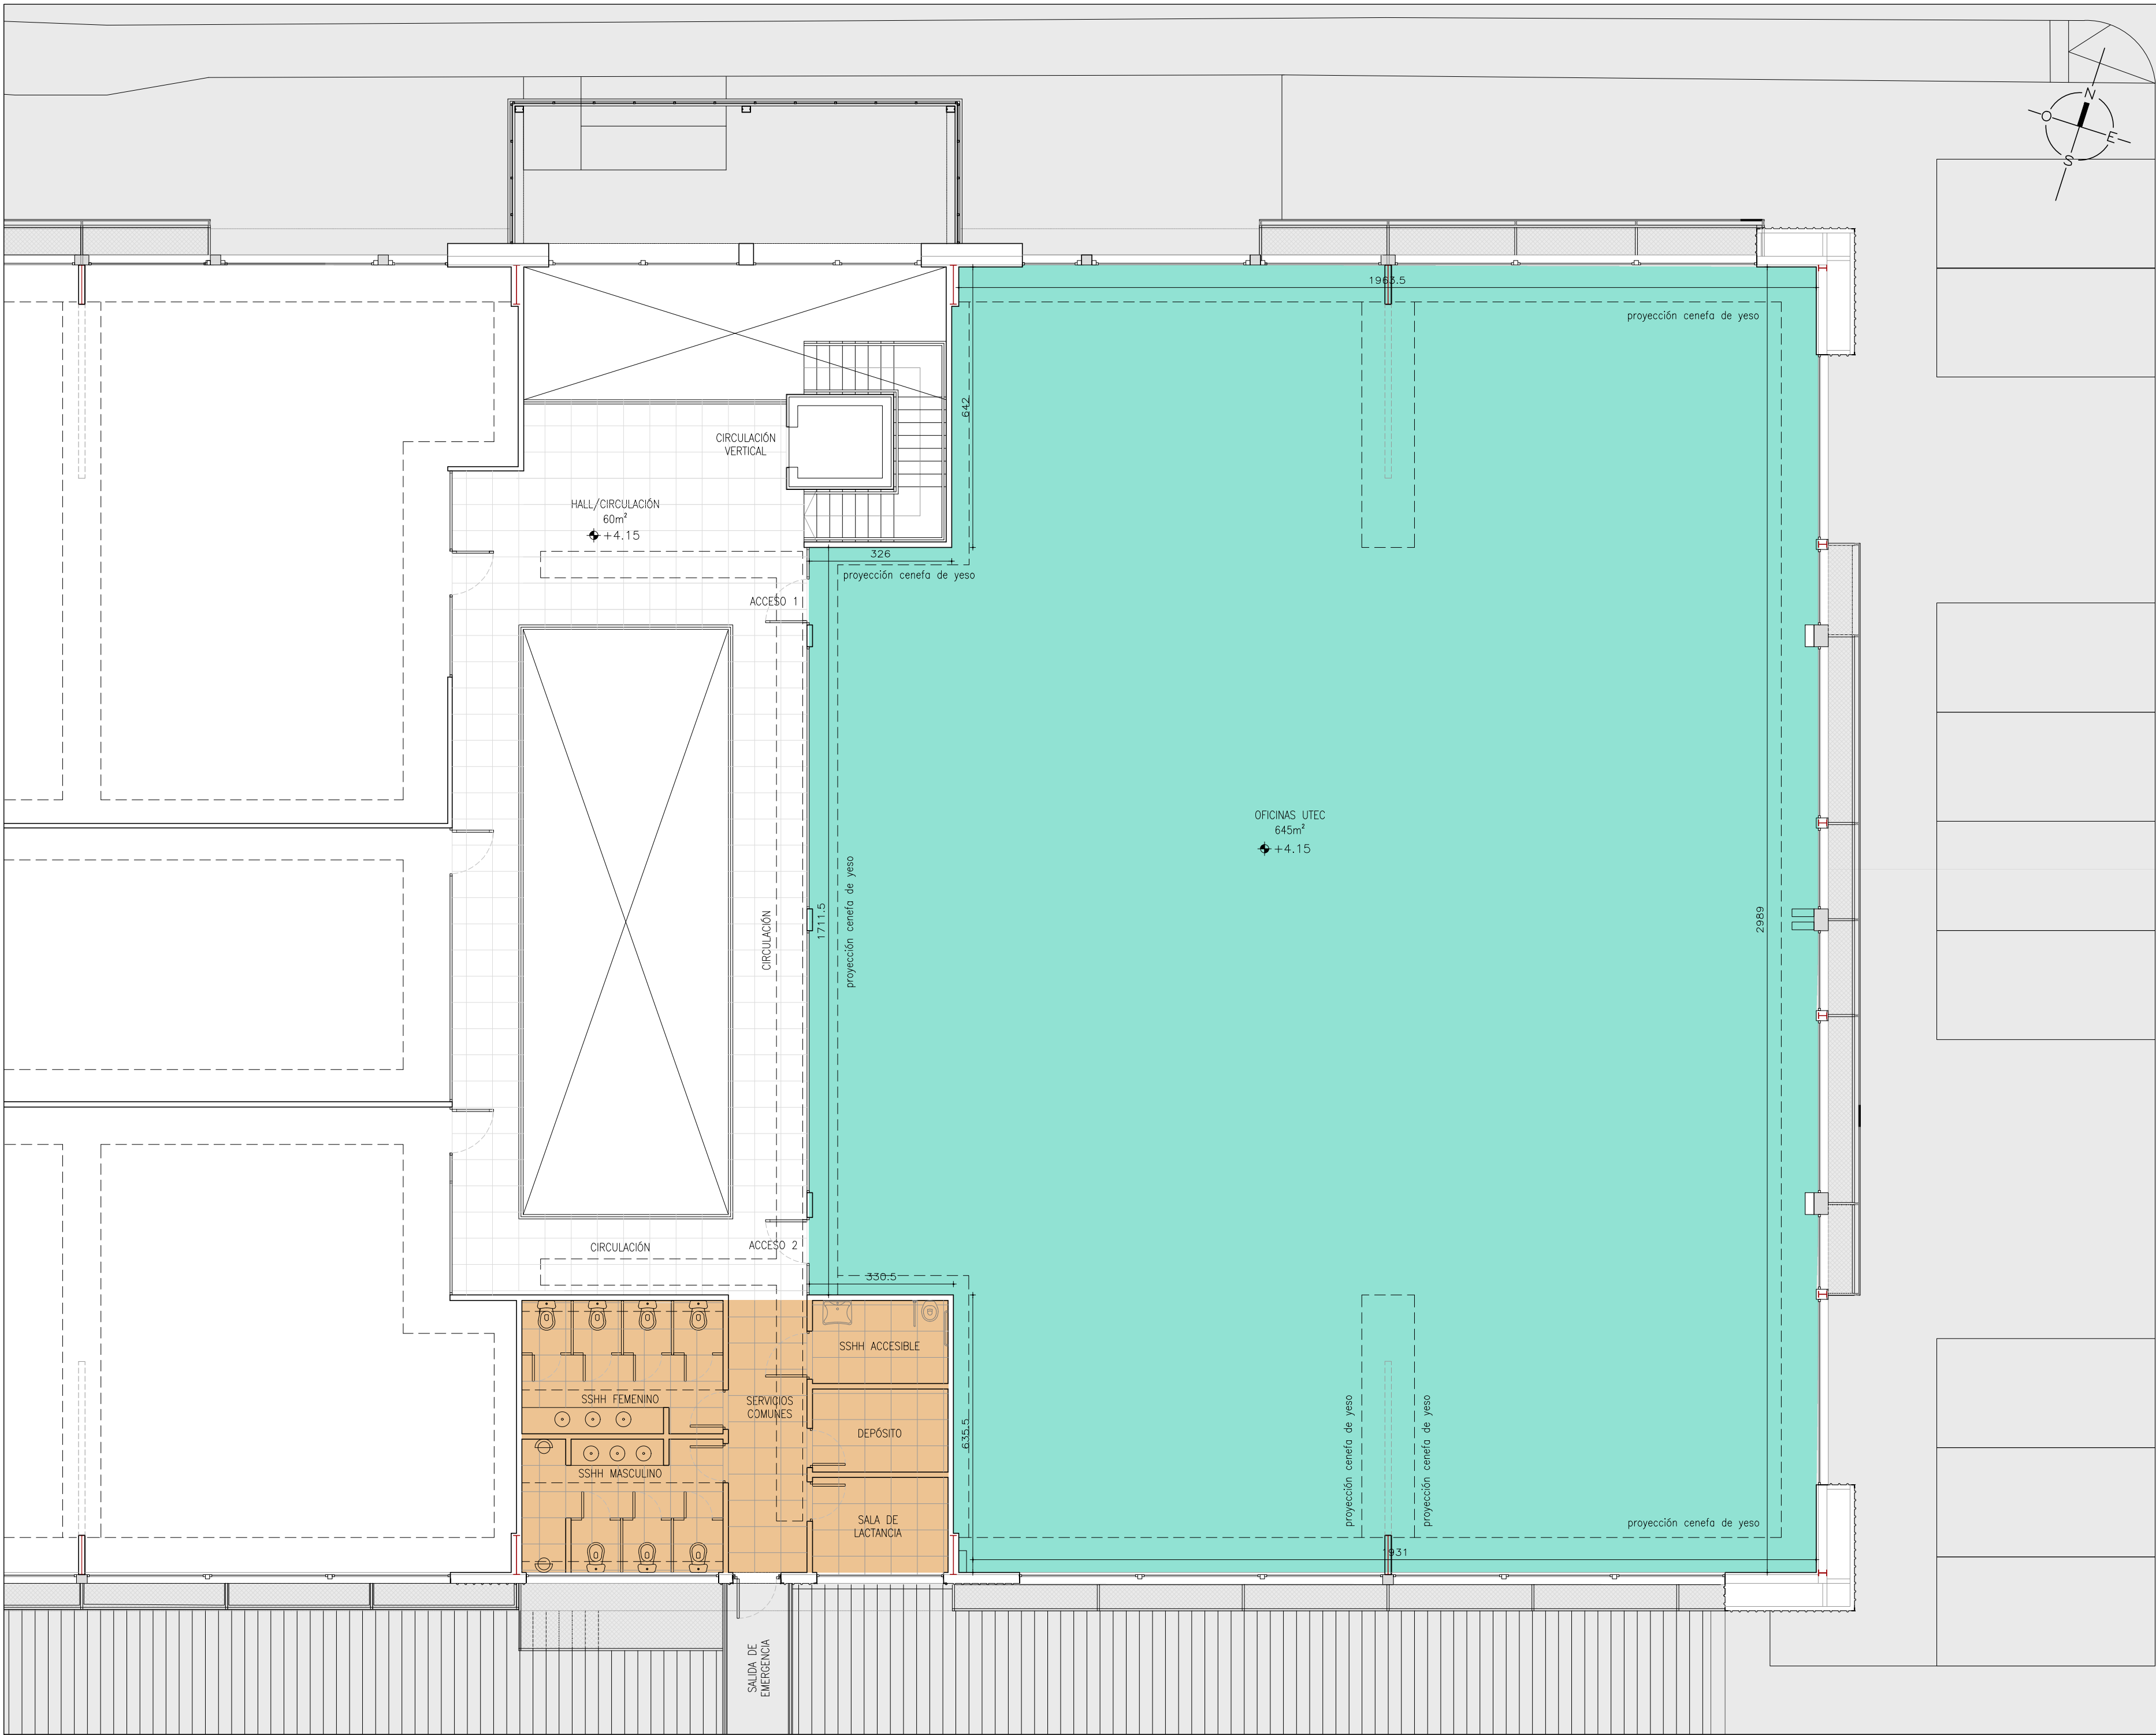 N
O
E
S
1963.5
proyección cenefa de yeso
642
CIRCULACIÓN
VERTICAL
HALL/CIRCULACIÓN
60m²
+4.15
326
proyección cenefa de yeso
ACCESO 1
OFICINAS UTEC
645m²
+4.15
proyección cenefa de yeso
1711.5
CIRCULACIÓN
2989
CIRCULACIÓN
ACCESO 2
330.5
SSHH ACCESIBLE
SSHH FEMENINO
SERVICIOS
COMUNES
DEPÓSITO
635.5
proyección cenefa de yeso
proyección cenefa de yeso
SSHH MASCULINO
SALA DE
LACTANCIA
proyección cenefa de yeso
1931
SALIDA DE
EMERGENCIA